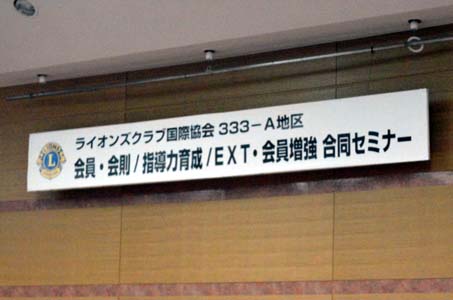 ライオンズクラブ国際協会 333-A地区
会員・会則/指導力育成/EXT・会員増強 合同セミナー